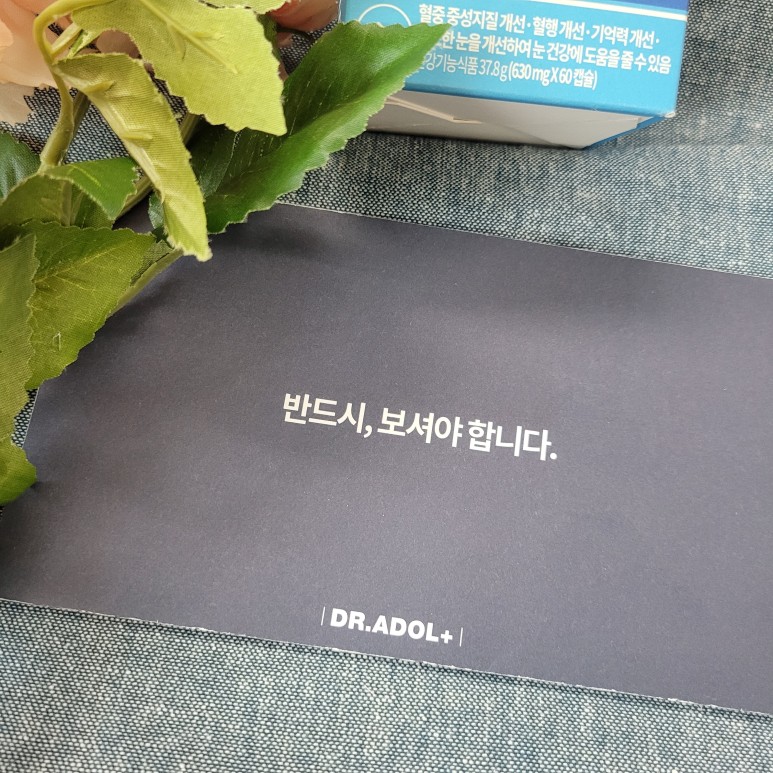 혈중 중성지질 개선·혈행 개선·기억력 개선·
눈을 개선하여 눈 건강에 도움을 줄 수 있음
강기능식품 37.8 g (630 mg X 60 캡슐)
반드시, 보셔야 합니다.
| DR.ADOL+ |